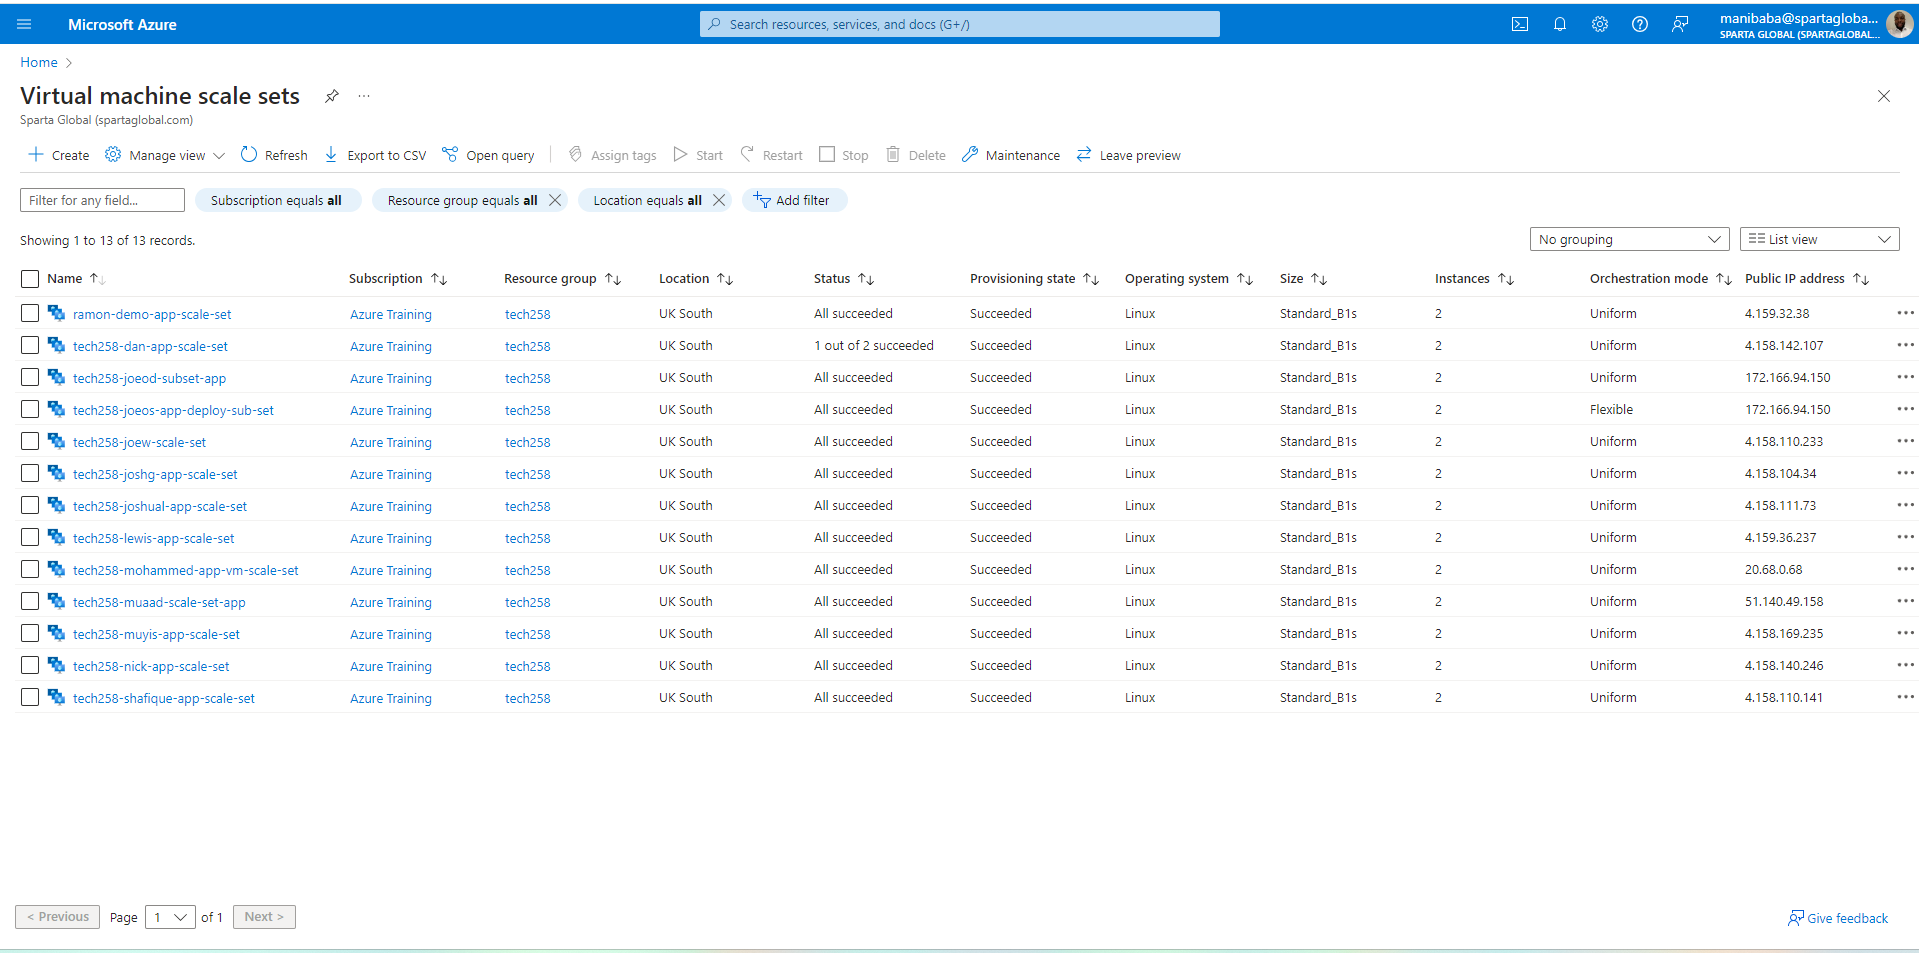 Microsoft Azure
Search resources, services, and docs (G+/)
manibaba@spartagloba...
SPARTA GLOBAL (SPARTAGLOBAL....
Home
Virtual machine scale sets
Sparta Global (spartaglobal.com)
Create Manage view Refresh Export to CSV Open query Assign tags Start Restart Stop Delete Maintenance Leave preview
Filter for any field... Subscription equals all Resource group equals all Location equals all Add filter
Showing 1 to 13 of 13 records. No grouping List view
Name Subscription Resource group Location Status Provisioning state Operating system Size Instances Orchestration mode Public IP address
ramon-demo-app-scale-set Azure Training tech258 UK South All succeeded Succeeded Linux Standard_B1s 2 Uniform 4.159.32.38
tech258-dan-app-scale-set Azure Training tech258 UK South 1 out of 2 succeeded Succeeded Linux Standard_B1s 2 Uniform 4.158.142.107
tech258-joeod-subset-app Azure Training tech258 UK South All succeeded Succeeded Linux Standard_B1s 2 Uniform 172.166.94.150
tech258-joeos-app-deploy-sub-set Azure Training tech258 UK South All succeeded Succeeded Linux Standard_B1s 2 Flexible 172.166.94.150
tech258-joew-scale-set Azure Training tech258 UK South All succeeded Succeeded Linux Standard_B1s 2 Uniform 4.158.110.233
tech258-joshg-app-scale-set Azure Training tech258 UK South All succeeded Succeeded Linux Standard_B1s 2 Uniform 4.158.104.34
tech258-joshual-app-scale-set Azure Training tech258 UK South All succeeded Succeeded Linux Standard_B1s 2 Uniform 4.158.111.73
tech258-lewis-app-scale-set Azure Training tech258 UK South All succeeded Succeeded Linux Standard_B1s 2 Uniform 4.159.36.237
tech258-mohammed-app-vm-scale-set Azure Training tech258 UK South All succeeded Succeeded Linux Standard_B1s 2 Uniform 20.68.0.68
tech258-muaad-scale-set-app Azure Training tech258 UK South All succeeded Succeeded Linux Standard_B1s 2 Uniform 51.140.49.158
tech258-muyis-app-scale-set Azure Training tech258 UK South All succeeded Succeeded Linux Standard_B1s 2 Uniform 4.158.169.235
tech258-nick-app-scale-set Azure Training tech258 UK South All succeeded Succeeded Linux Standard_B1s 2 Uniform 4.158.140.246
tech258-shafique-app-scale-set Azure Training tech258 UK South All succeeded Succeeded Linux Standard_B1s 2 Uniform 4.158.110.141
< Previous Page 1 of 1 Next > Give feedback